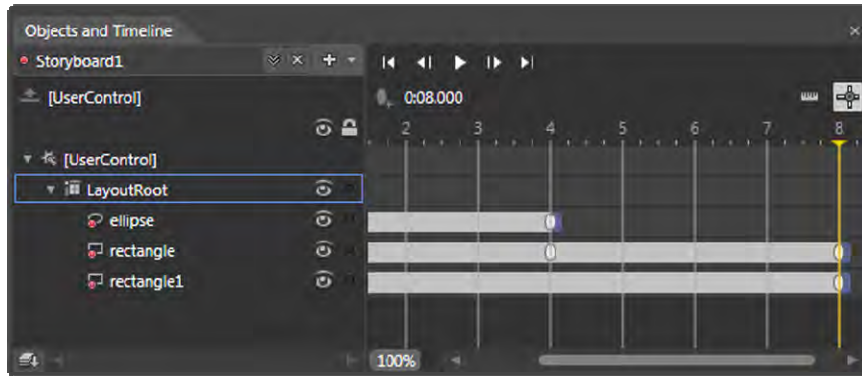 Objects and Timeline
Storyboard1
[UserControl]
0:08.000
2 3 4 5 6 7 8
[UserControl]
LayoutRoot
ellipse
rectangle
rectangle1
100%